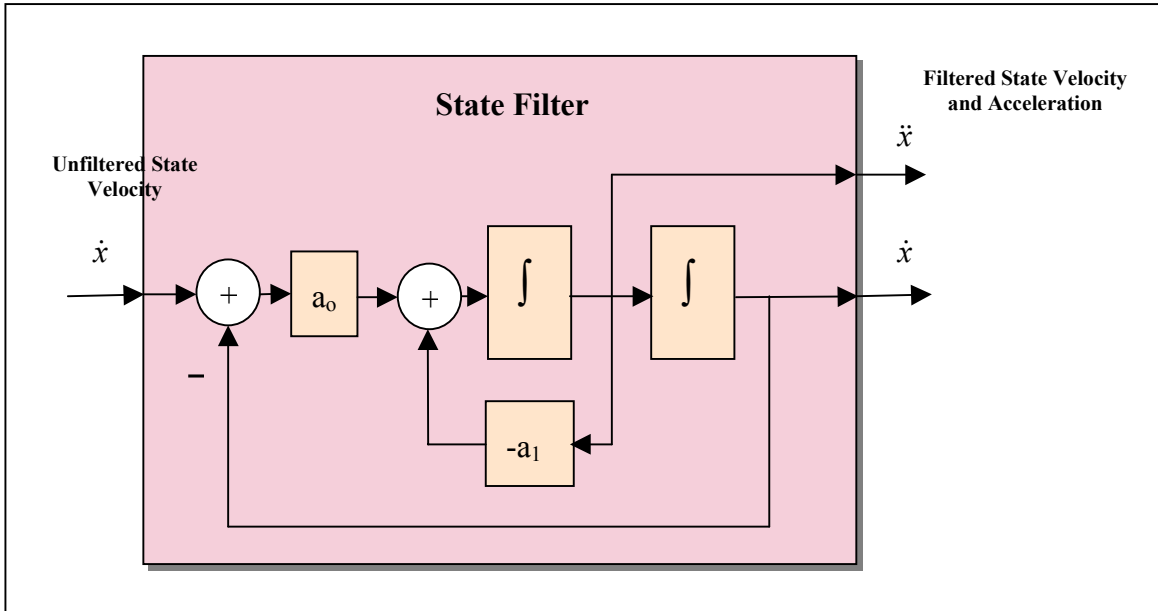 State Filter
Filtered State Velocity
and Acceleration
ẍ
Unfiltered State
Velocity
ẋ
+
aₒ
+
∫
∫
ẋ
−
-a₁